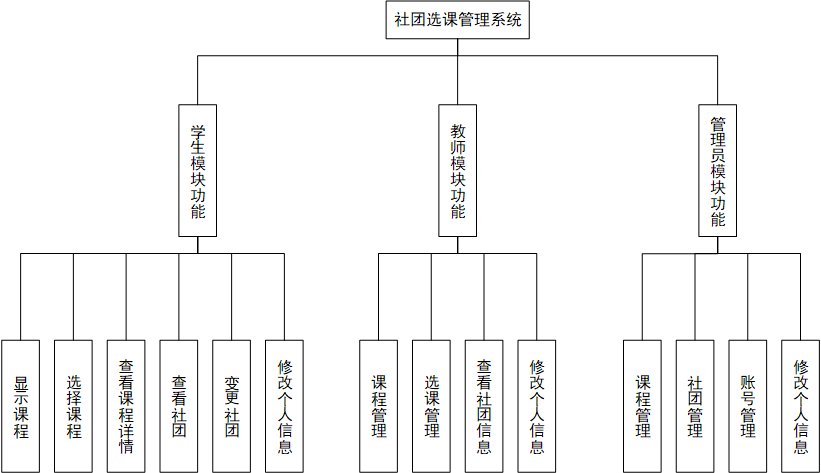 社团选课管理系统
学生模块功能
教师模块功能
管理员模块功能
显示课程
选择课程
查看课程详情
查看社团
变更社团
修改个人信息
课程管理
选课管理
查看社团信息
修改个人信息
课程管理
社团管理
账号管理
修改个人信息